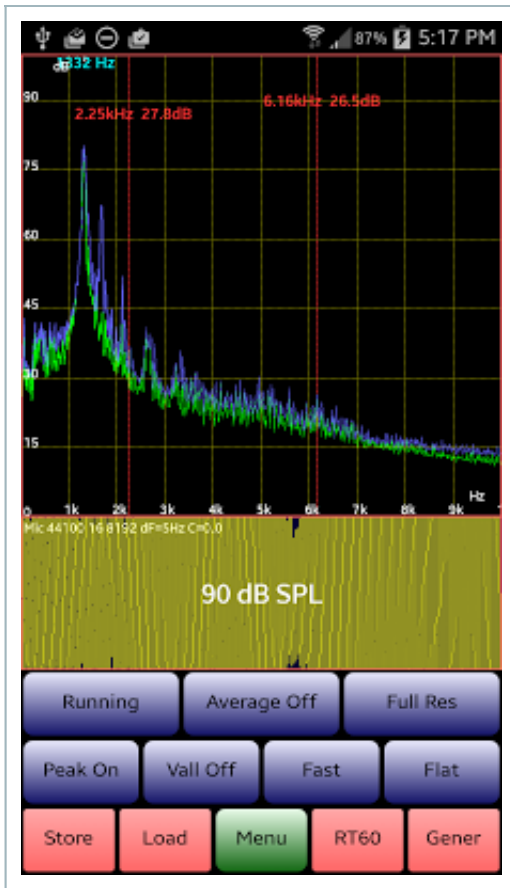 87% 5:17 PM
dB 1332 Hz
90
6.16kHz 26.5dB
2.25kHz 27.8dB
75
60
45
30
15
Hz
0 1k 2k 3k 4k 5k 6k 7k 8k 9k
Mic 44100 16 8192 dF=5Hz C=0.0
90 dB SPL
Running Average Off Full Res
Peak On Vall Off Fast Flat
Store Load Menu RT60 Gener